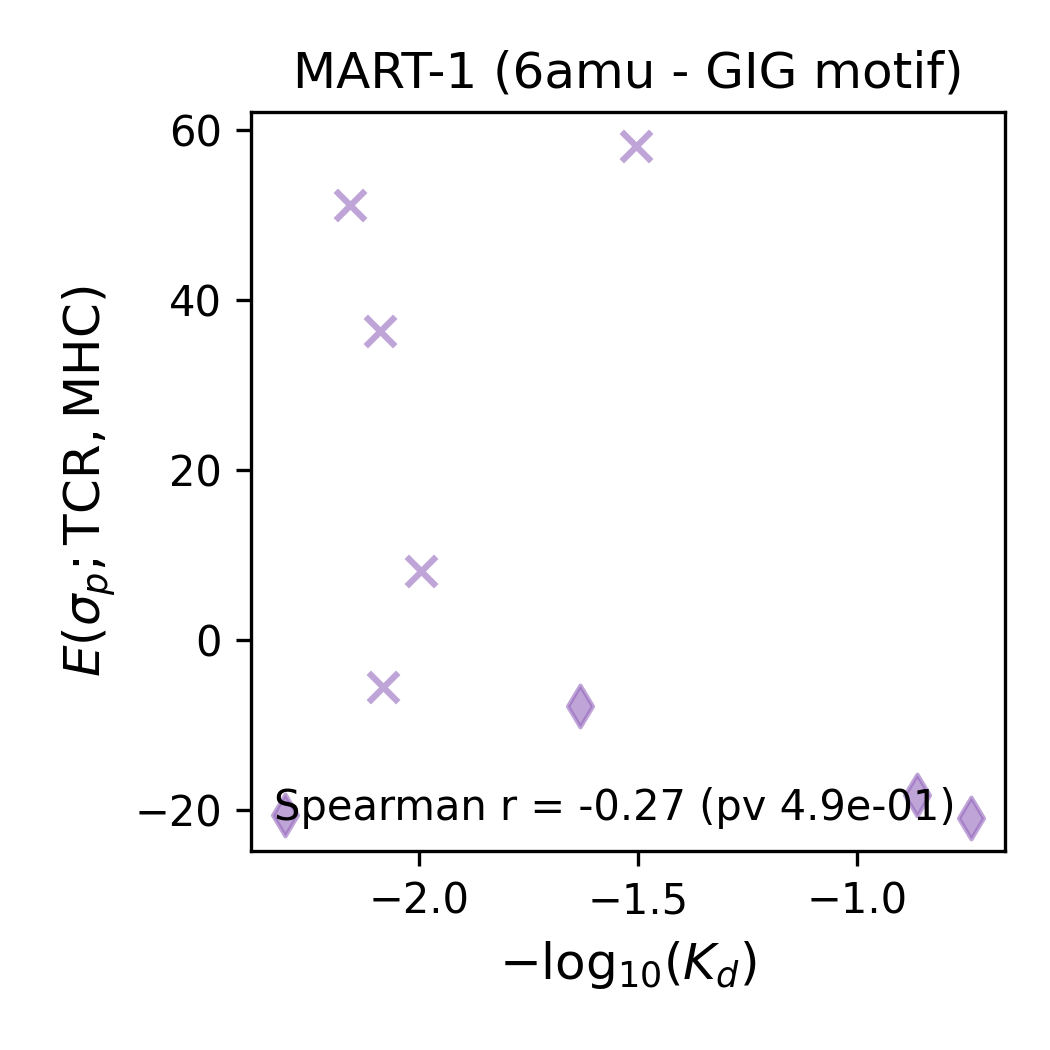 MART-1 (6amu - GIG motif)
60
40
20
0
−20
E(σₚ; TCR, MHC)
Spearman r = -0.27 (pv 4.9e-01)
−2.0
−1.5
−1.0
−log₁₀(K_d)